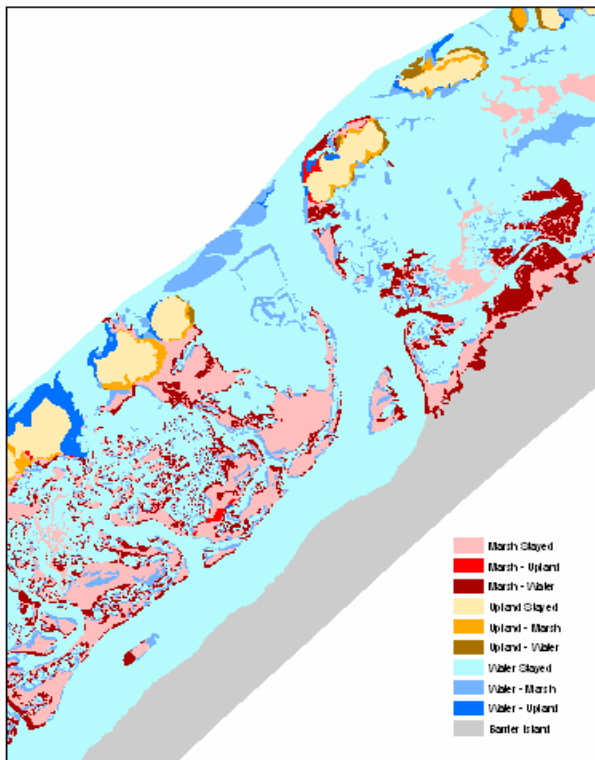 Marsh Stayed
Marsh - Upland
Marsh - Water
Upland Stayed
Upland - Marsh
Upland - Water
Water Stayed
Water - Marsh
Water - Upland
Barrier Island